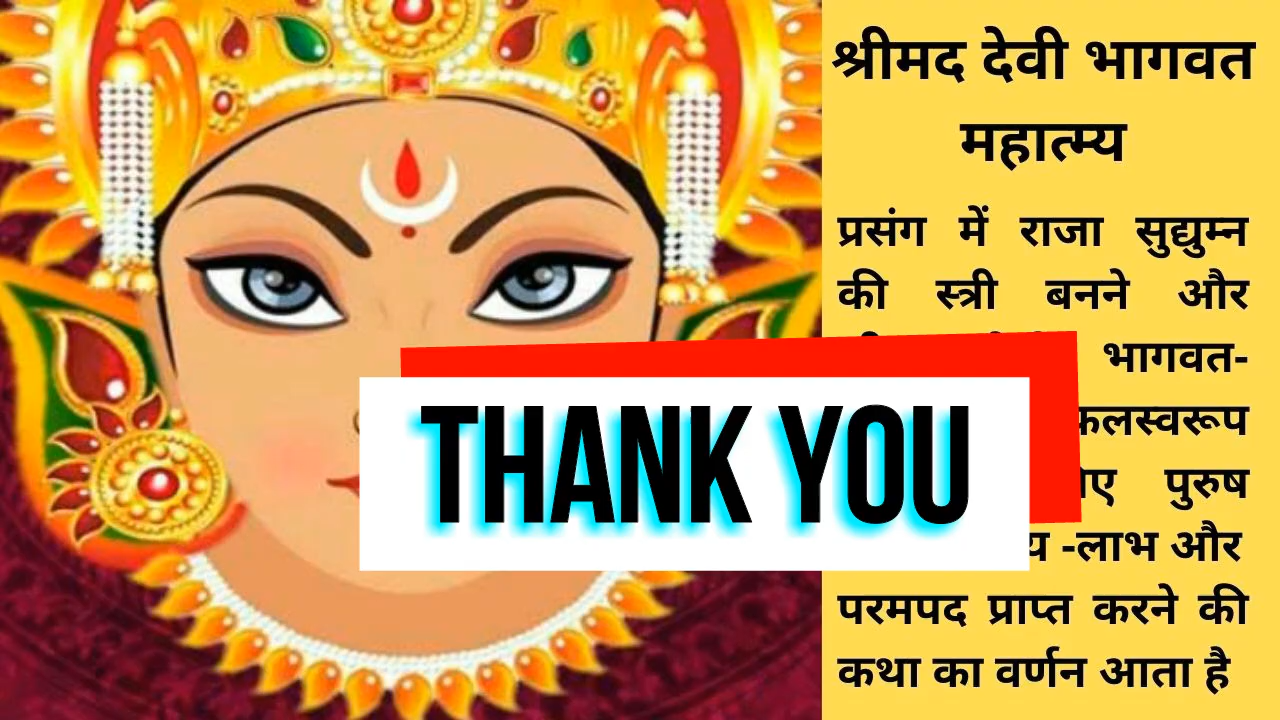 श्रीमद देवी भागवत
महात्म्य
प्रसंग में राजा सुद्युम्न
की स्त्री बनने और
भागवत-
फलस्वरूप
पुरुष
-लाभ और
परमपद प्राप्त करने की
कथा का वर्णन आता है
THANK YOU